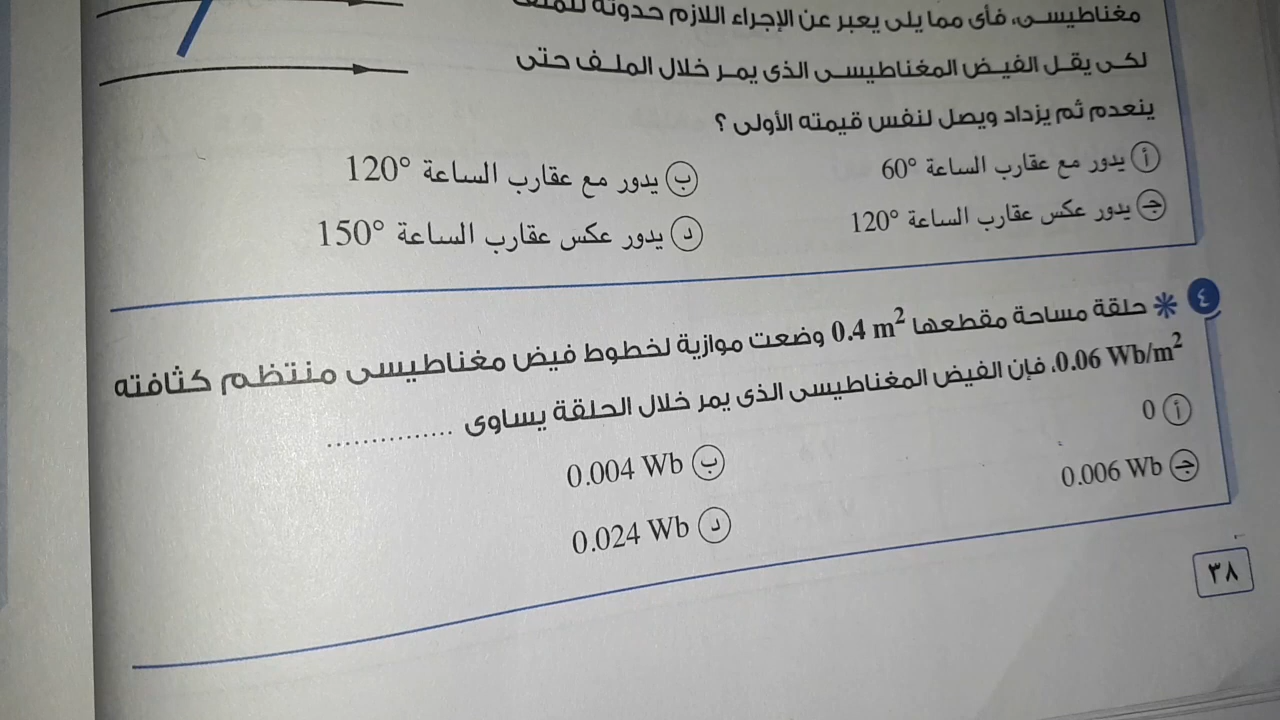 مغناطيسى، فأى مما يلى يعبر عن الإجراء اللازم حدوثه للملف
لكى يقل الفيض المغناطيسى الذى يمر خلال الملف حتى
ينعدم ثم يزداد ويصل لنفس قيمته الأولى ؟
أ يدور مع عقارب الساعة 60° ب يدور مع عقارب الساعة 120°
ج يدور عكس عقارب الساعة 120° د يدور عكس عقارب الساعة 150°
٤ * حلقة مساحة مقطعها 0.4 m² وضعت موازية لخطوط فيض مغناطيسى منتظم كثافته
0.06 Wb/m²، فإن الفيض المغناطيسى الذى يمر خلال الحلقة يساوى ...............
أ 0 ب 0.004 Wb
ج 0.006 Wb د 0.024 Wb
٣٨